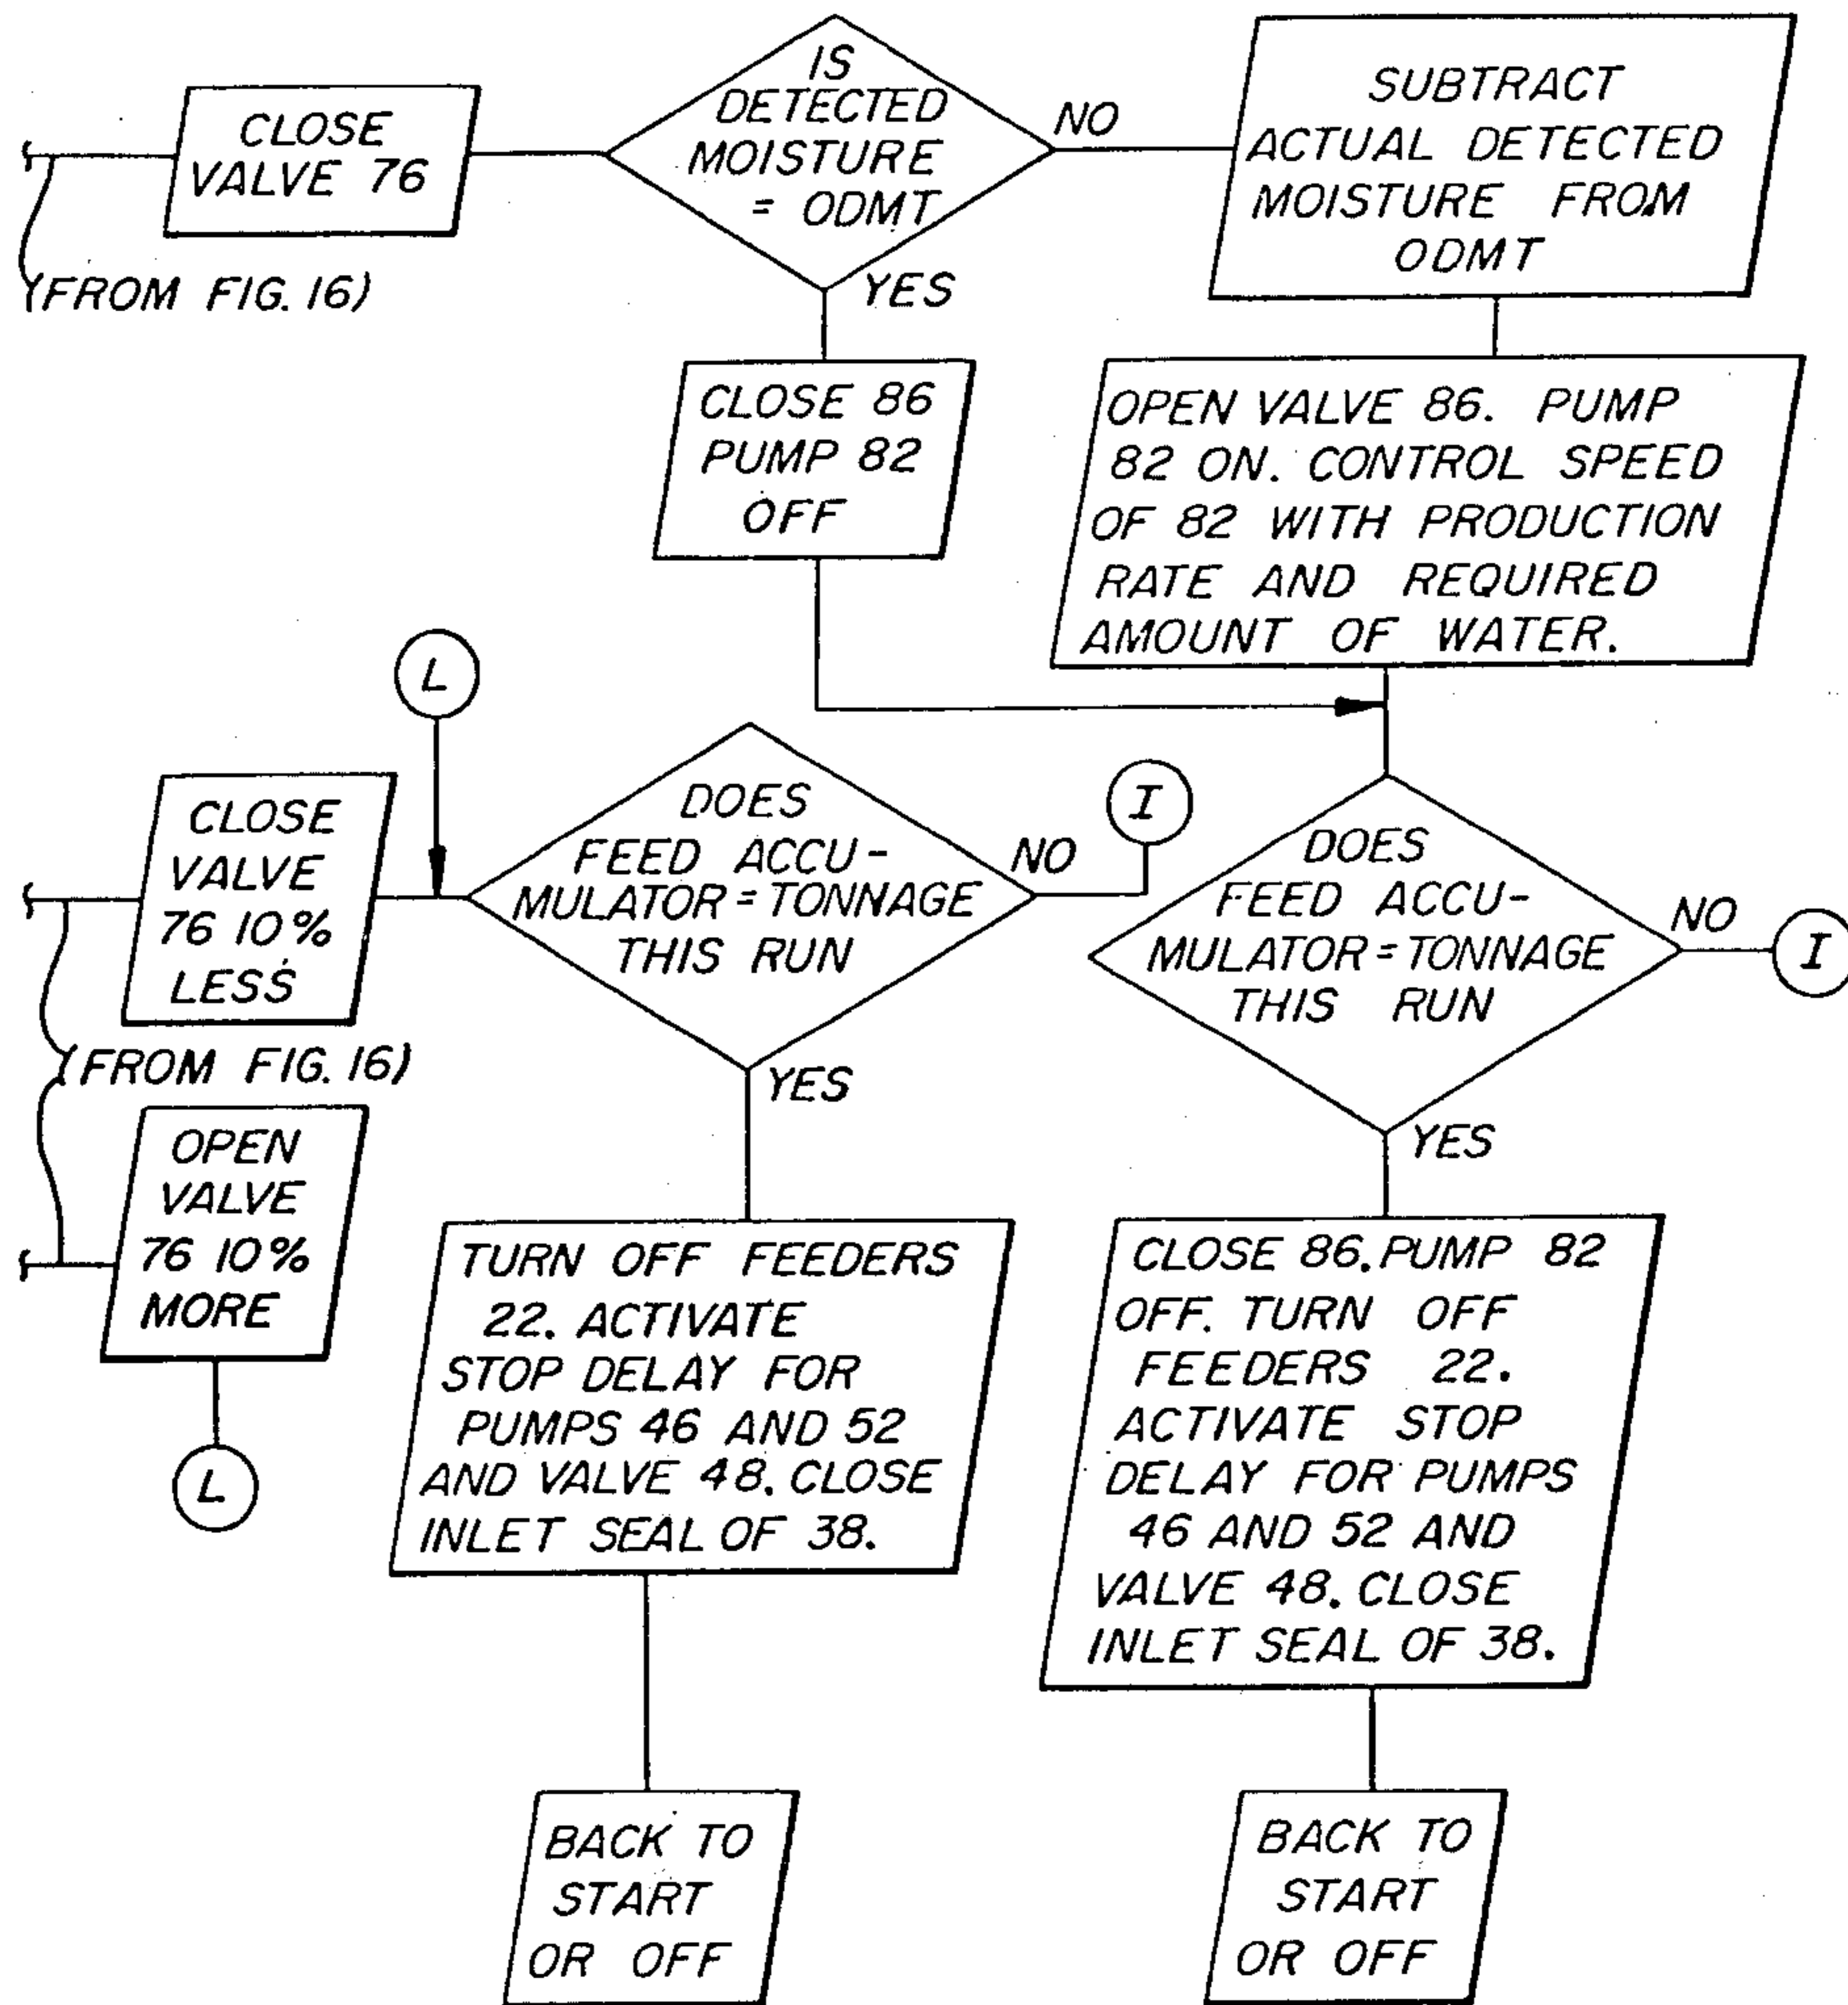 CLOSE
VALVE 76
(FROM FIG. 16)
IS
DETECTED
MOISTURE
= ODMT
NO
YES
SUBTRACT
ACTUAL DETECTED
MOISTURE FROM
ODMT
CLOSE 86
PUMP 82
OFF
OPEN VALVE 86. PUMP
82 ON. CONTROL SPEED
OF 82 WITH PRODUCTION
RATE AND REQUIRED
AMOUNT OF WATER.
L
CLOSE
VALVE
76 10%
LESS
(FROM FIG. 16)
OPEN
VALVE
76 10%
MORE
L
DOES
FEED ACCU-
MULATOR = TONNAGE
THIS RUN
NO
I
YES
DOES
FEED ACCU-
MULATOR = TONNAGE
THIS RUN
NO
I
YES
TURN OFF FEEDERS
22. ACTIVATE
STOP DELAY FOR
PUMPS 46 AND 52
AND VALVE 48. CLOSE
INLET SEAL OF 38.
CLOSE 86. PUMP 82
OFF. TURN OFF
FEEDERS 22.
ACTIVATE STOP
DELAY FOR PUMPS
46 AND 52 AND
VALVE 48. CLOSE
INLET SEAL OF 38.
BACK TO
START
OR OFF
BACK TO
START
OR OFF